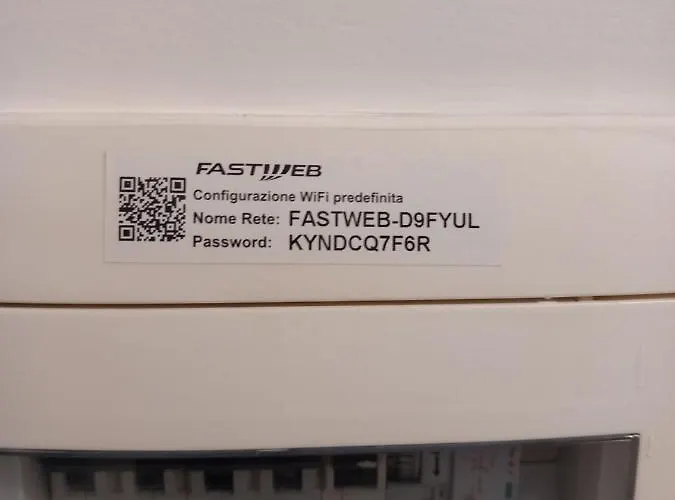 FASTWEB
Configurazione WiFi predefinita
Nome Rete: FASTWEB-D9FYUL
Password: KYNDCQ7F6R